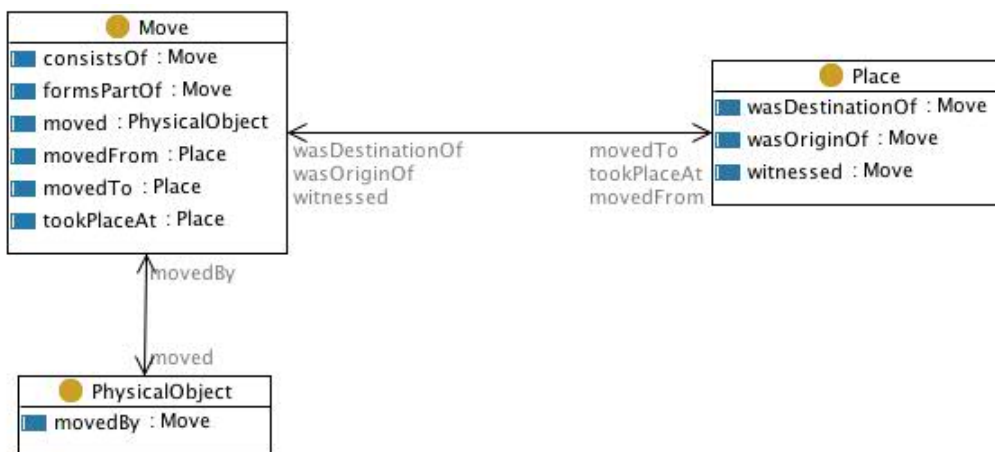 Move
consistsOf : Move
formsPartOf : Move
moved : PhysicalObject
movedFrom : Place
movedTo : Place
tookPlaceAt : Place
wasDestinationOf
wasOriginOf
witnessed
movedTo
tookPlaceAt
movedFrom
Place
wasDestinationOf : Move
wasOriginOf : Move
witnessed : Move
movedBy
moved
PhysicalObject
movedBy : Move